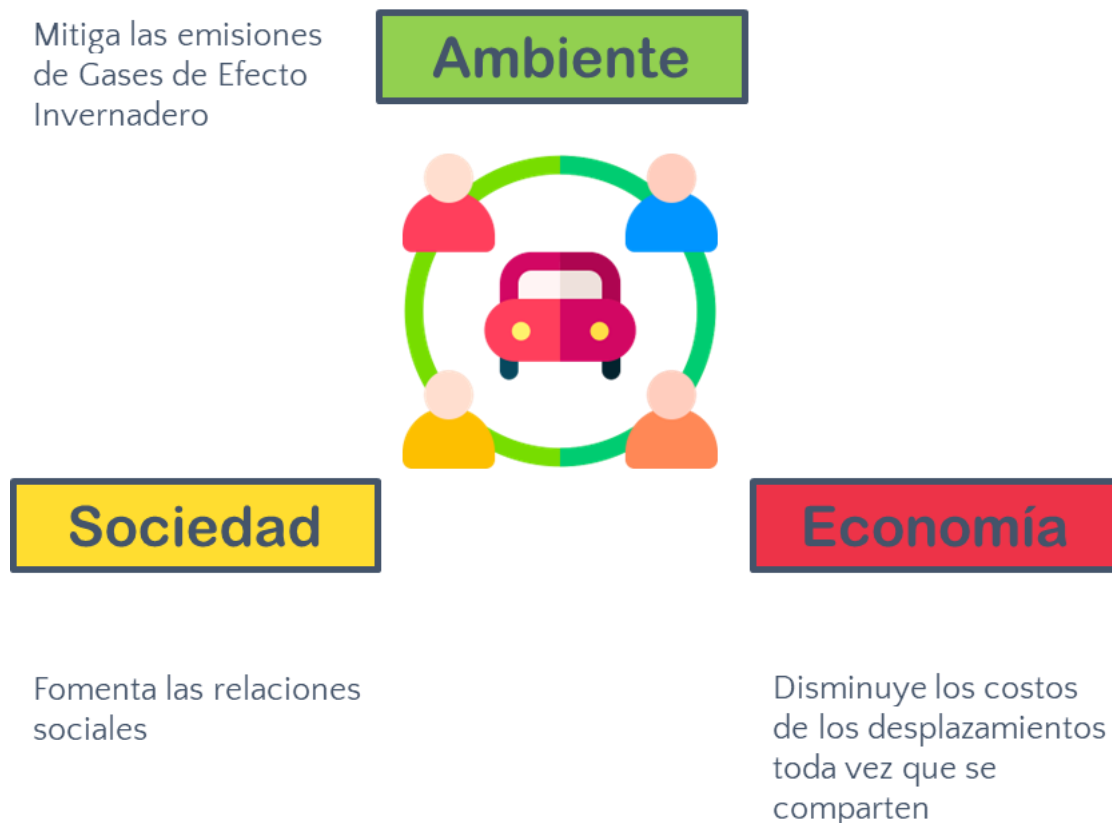 Mitiga las emisiones
de Gases de Efecto
Invernadero
Ambiente
Sociedad
Economía
Fomenta las relaciones
sociales
Disminuye los costos
de los desplazamientos
toda vez que se
comparten